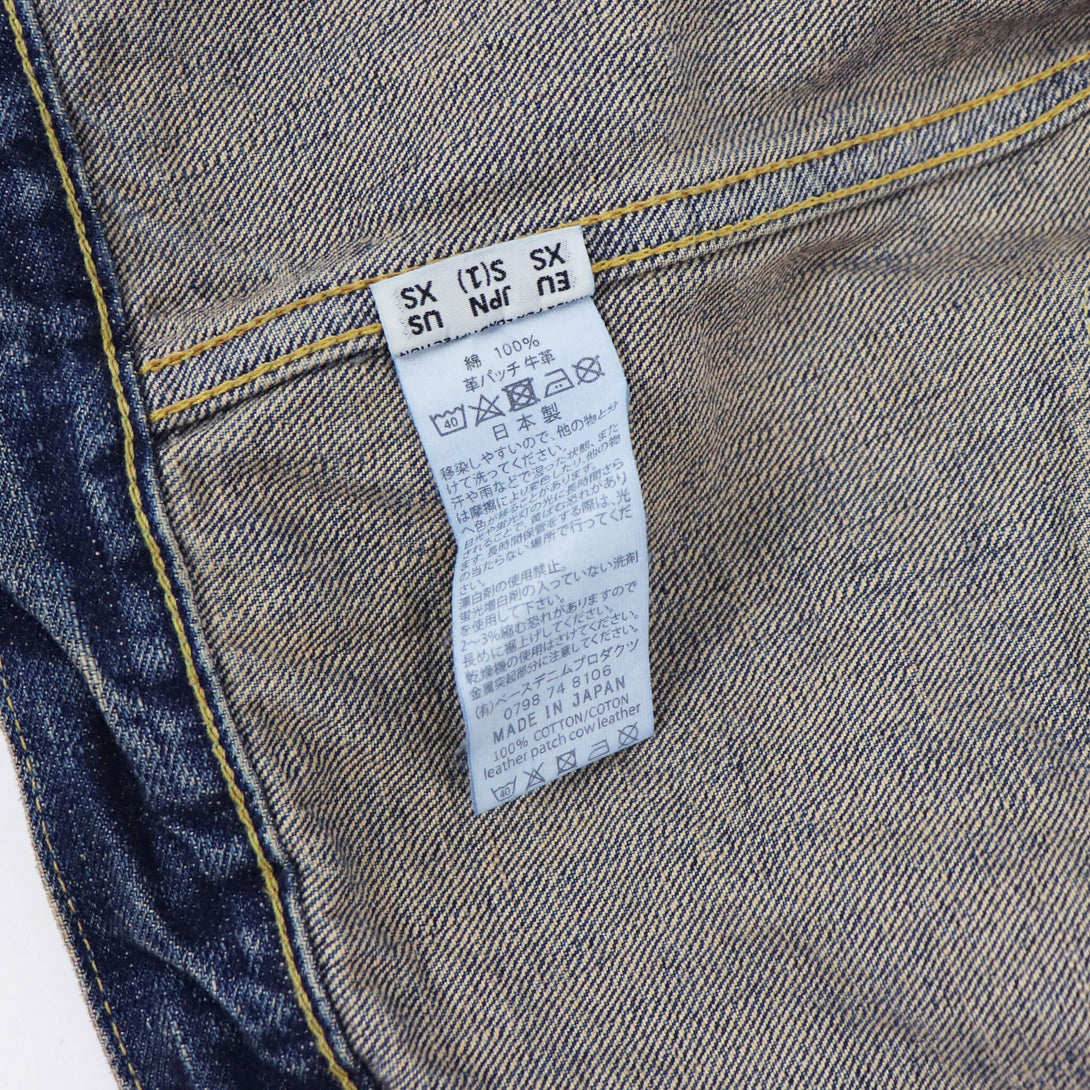 EU JPN US
XS S(1) XS
綿 100%
革パッチ 牛革
40
日本製
移染しやすいので、他の物と分
けて洗ってください。
汗や雨などで湿った状態、また
は摩擦により変色したり、他の物
へ色が移ることがあります。
日光や蛍光灯の光に長時間さら
されることで、黄ばむ恐れがあり
ます。長時間保管をする際は、光
の当たらない場所で行ってくだ
さい。
漂白剤の使用禁止。
蛍光増白剤の入っていない洗剤
を使用して下さい。
2〜3%縮む恐れがありますので
長めに裾上げしてください。
乾燥機の使用はさけてください。
金属突起部分に注意してください。
(有)ベースデニムプロダクツ
0798 74 8106
MADE IN JAPAN
100% COTTON/COTON
leather patch cow leather
40